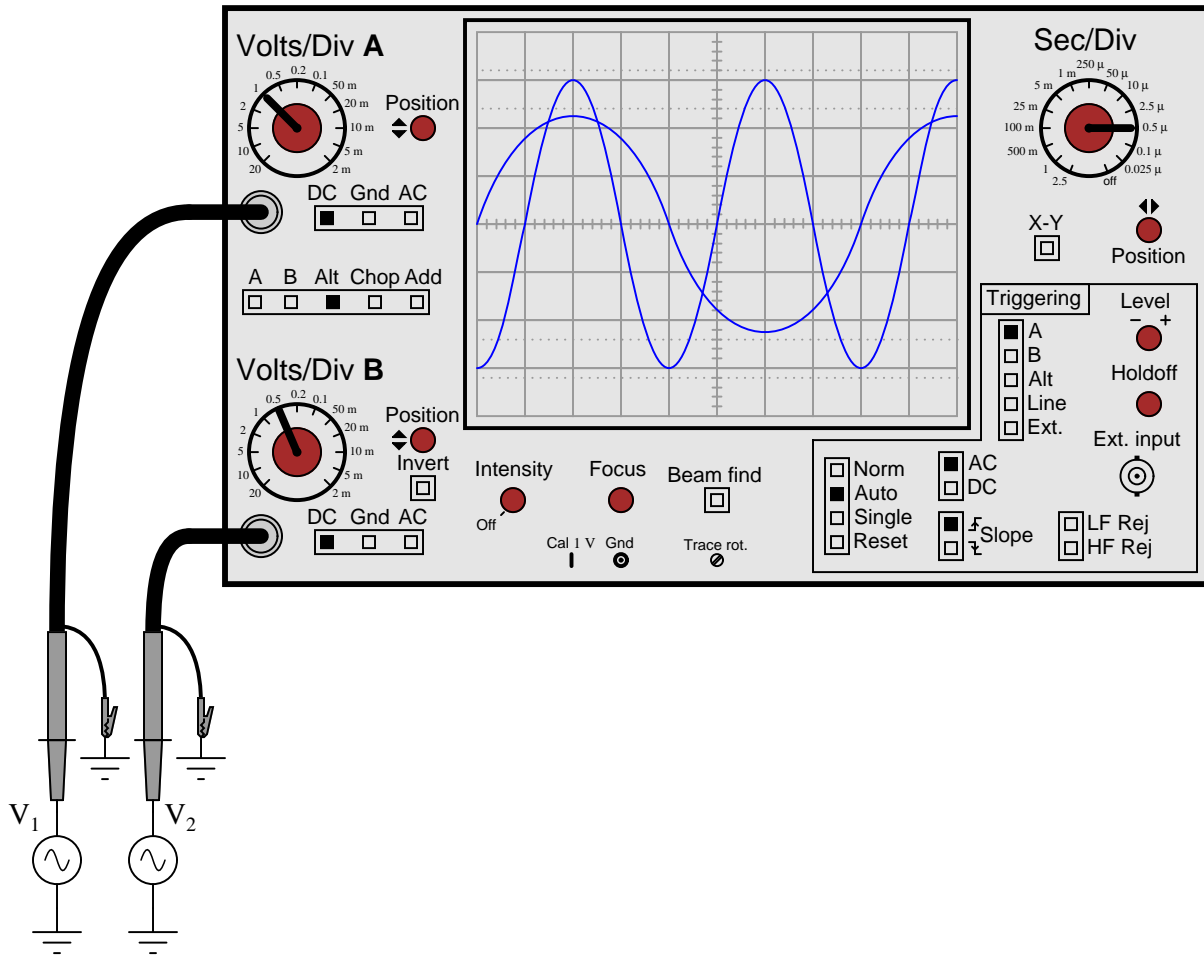 Volts/Div A
0.5 0.2 0.1
1 50 m
2 20 m
5 10 m
10 5 m
20 2 m
Position
DC Gnd AC
A B Alt Chop Add
Volts/Div B
0.5 0.2 0.1
1 50 m
2 20 m
5 10 m
10 5 m
20 2 m
Position
Invert
DC Gnd AC
Intensity
Off
Focus
Beam find
Cal 1 V Gnd
Trace rot.
Sec/Div
250 μ
1 m 50 μ
5 m 10 μ
25 m 2.5 μ
100 m 0.5 μ
500 m 0.1 μ
1 0.025 μ
2.5 off
X-Y
Position
Triggering
A
B
Alt
Line
Ext.
Level
− +
Holdoff
Ext. input
Norm
Auto
Single
Reset
AC
DC
Slope
LF Rej
HF Rej
V1
V2